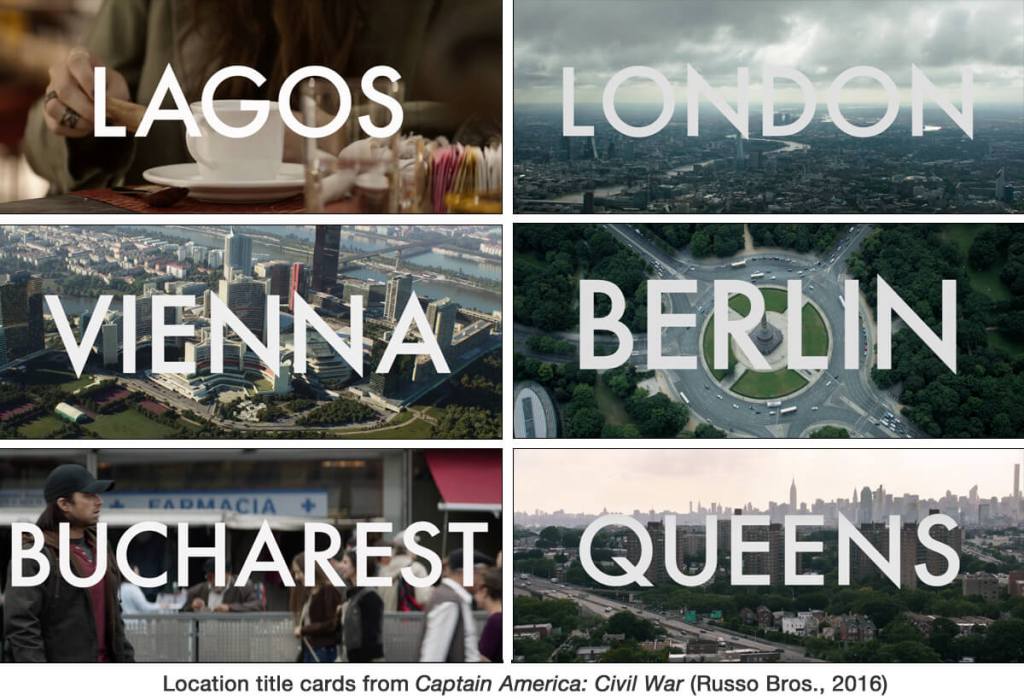 LAGOS
LONDON
VIENNA
BERLIN
FARMACIA
BUCHAREST
QUEENS
Location title cards from Captain America: Civil War (Russo Bros., 2016)